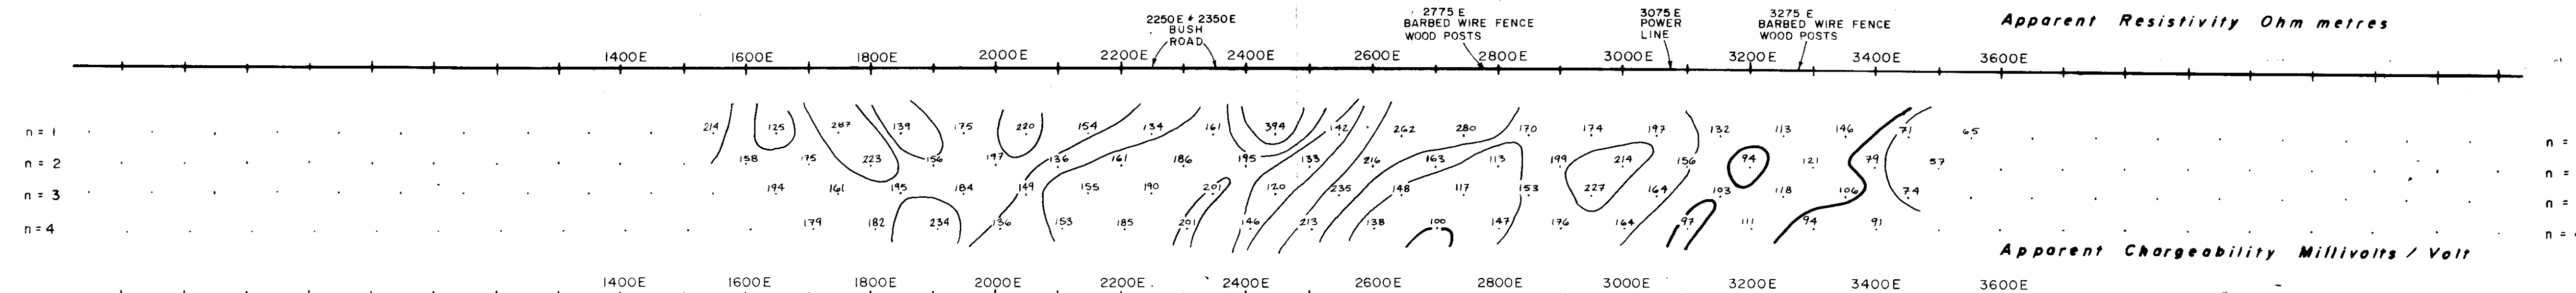 2250E & 2350E
BUSH
ROAD
2775 E
BARBED WIRE FENCE
WOOD POSTS
3075 E
POWER
LINE
3275 E
BARBED WIRE FENCE
WOOD POSTS
Apparent Resistivity Ohm metres
1400E 1600E 1800E 2000E 2200E 2400E 2600E 2800E 3000E 3200E 3400E 3600E
n = 1 214 125 287 139 175 220 154 134 161 394 142 262 280 170 174 197 132 113 146 71 65 n =
n = 2 158 175 223 156 197 136 161 186 195 133 216 163 113 199 214 156 94 121 79 57 n =
n = 3 194 161 195 184 149 155 190 201 120 235 148 117 153 227 164 103 118 106 74 n =
n = 4 179 182 234 136 153 185 201 146 213 138 100 147 176 164 97 111 94 91 n =
Apparent Chargeability Millivolts / Volt
1400E 1600E 1800E 2000E 2200E 2400E 2600E 2800E 3000E 3200E 3400E 3600E